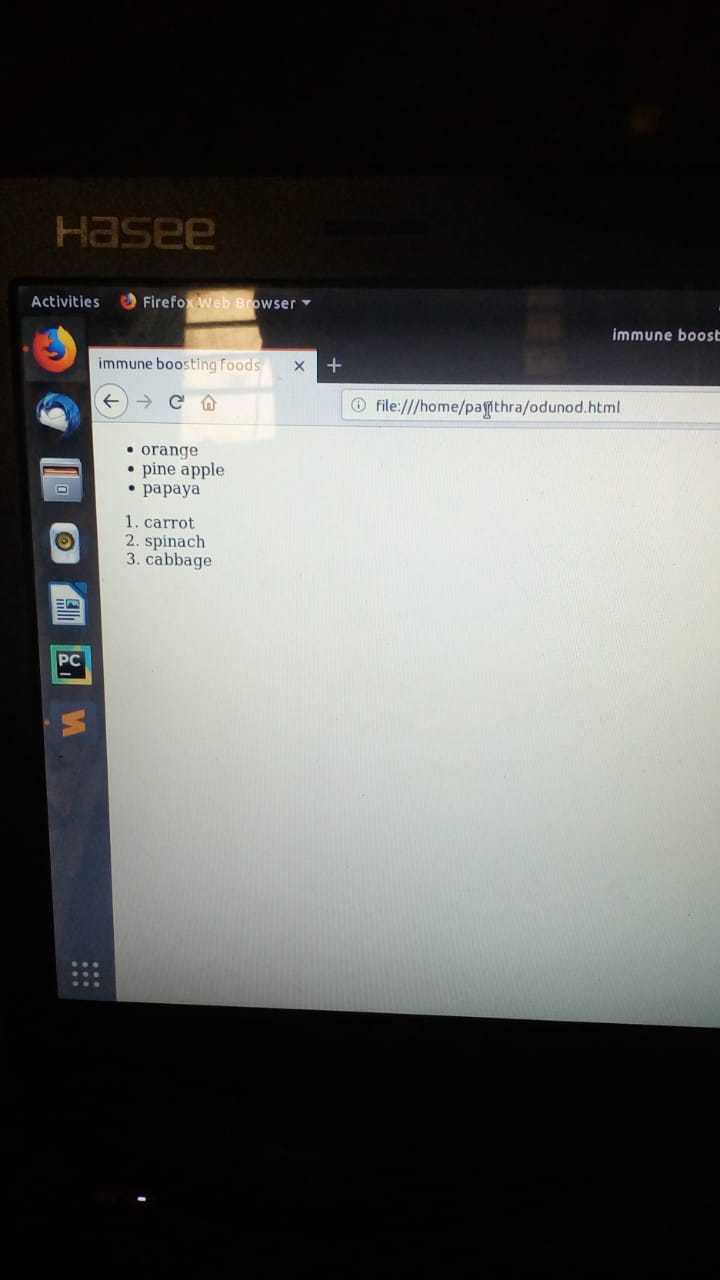 Hasee
Activities Firefox Web Browser
immune boost
immune boosting foods
file:///home/pavithra/odunod.html
• orange
• pine apple
• papaya
1. carrot
2. spinach
3. cabbage
PC